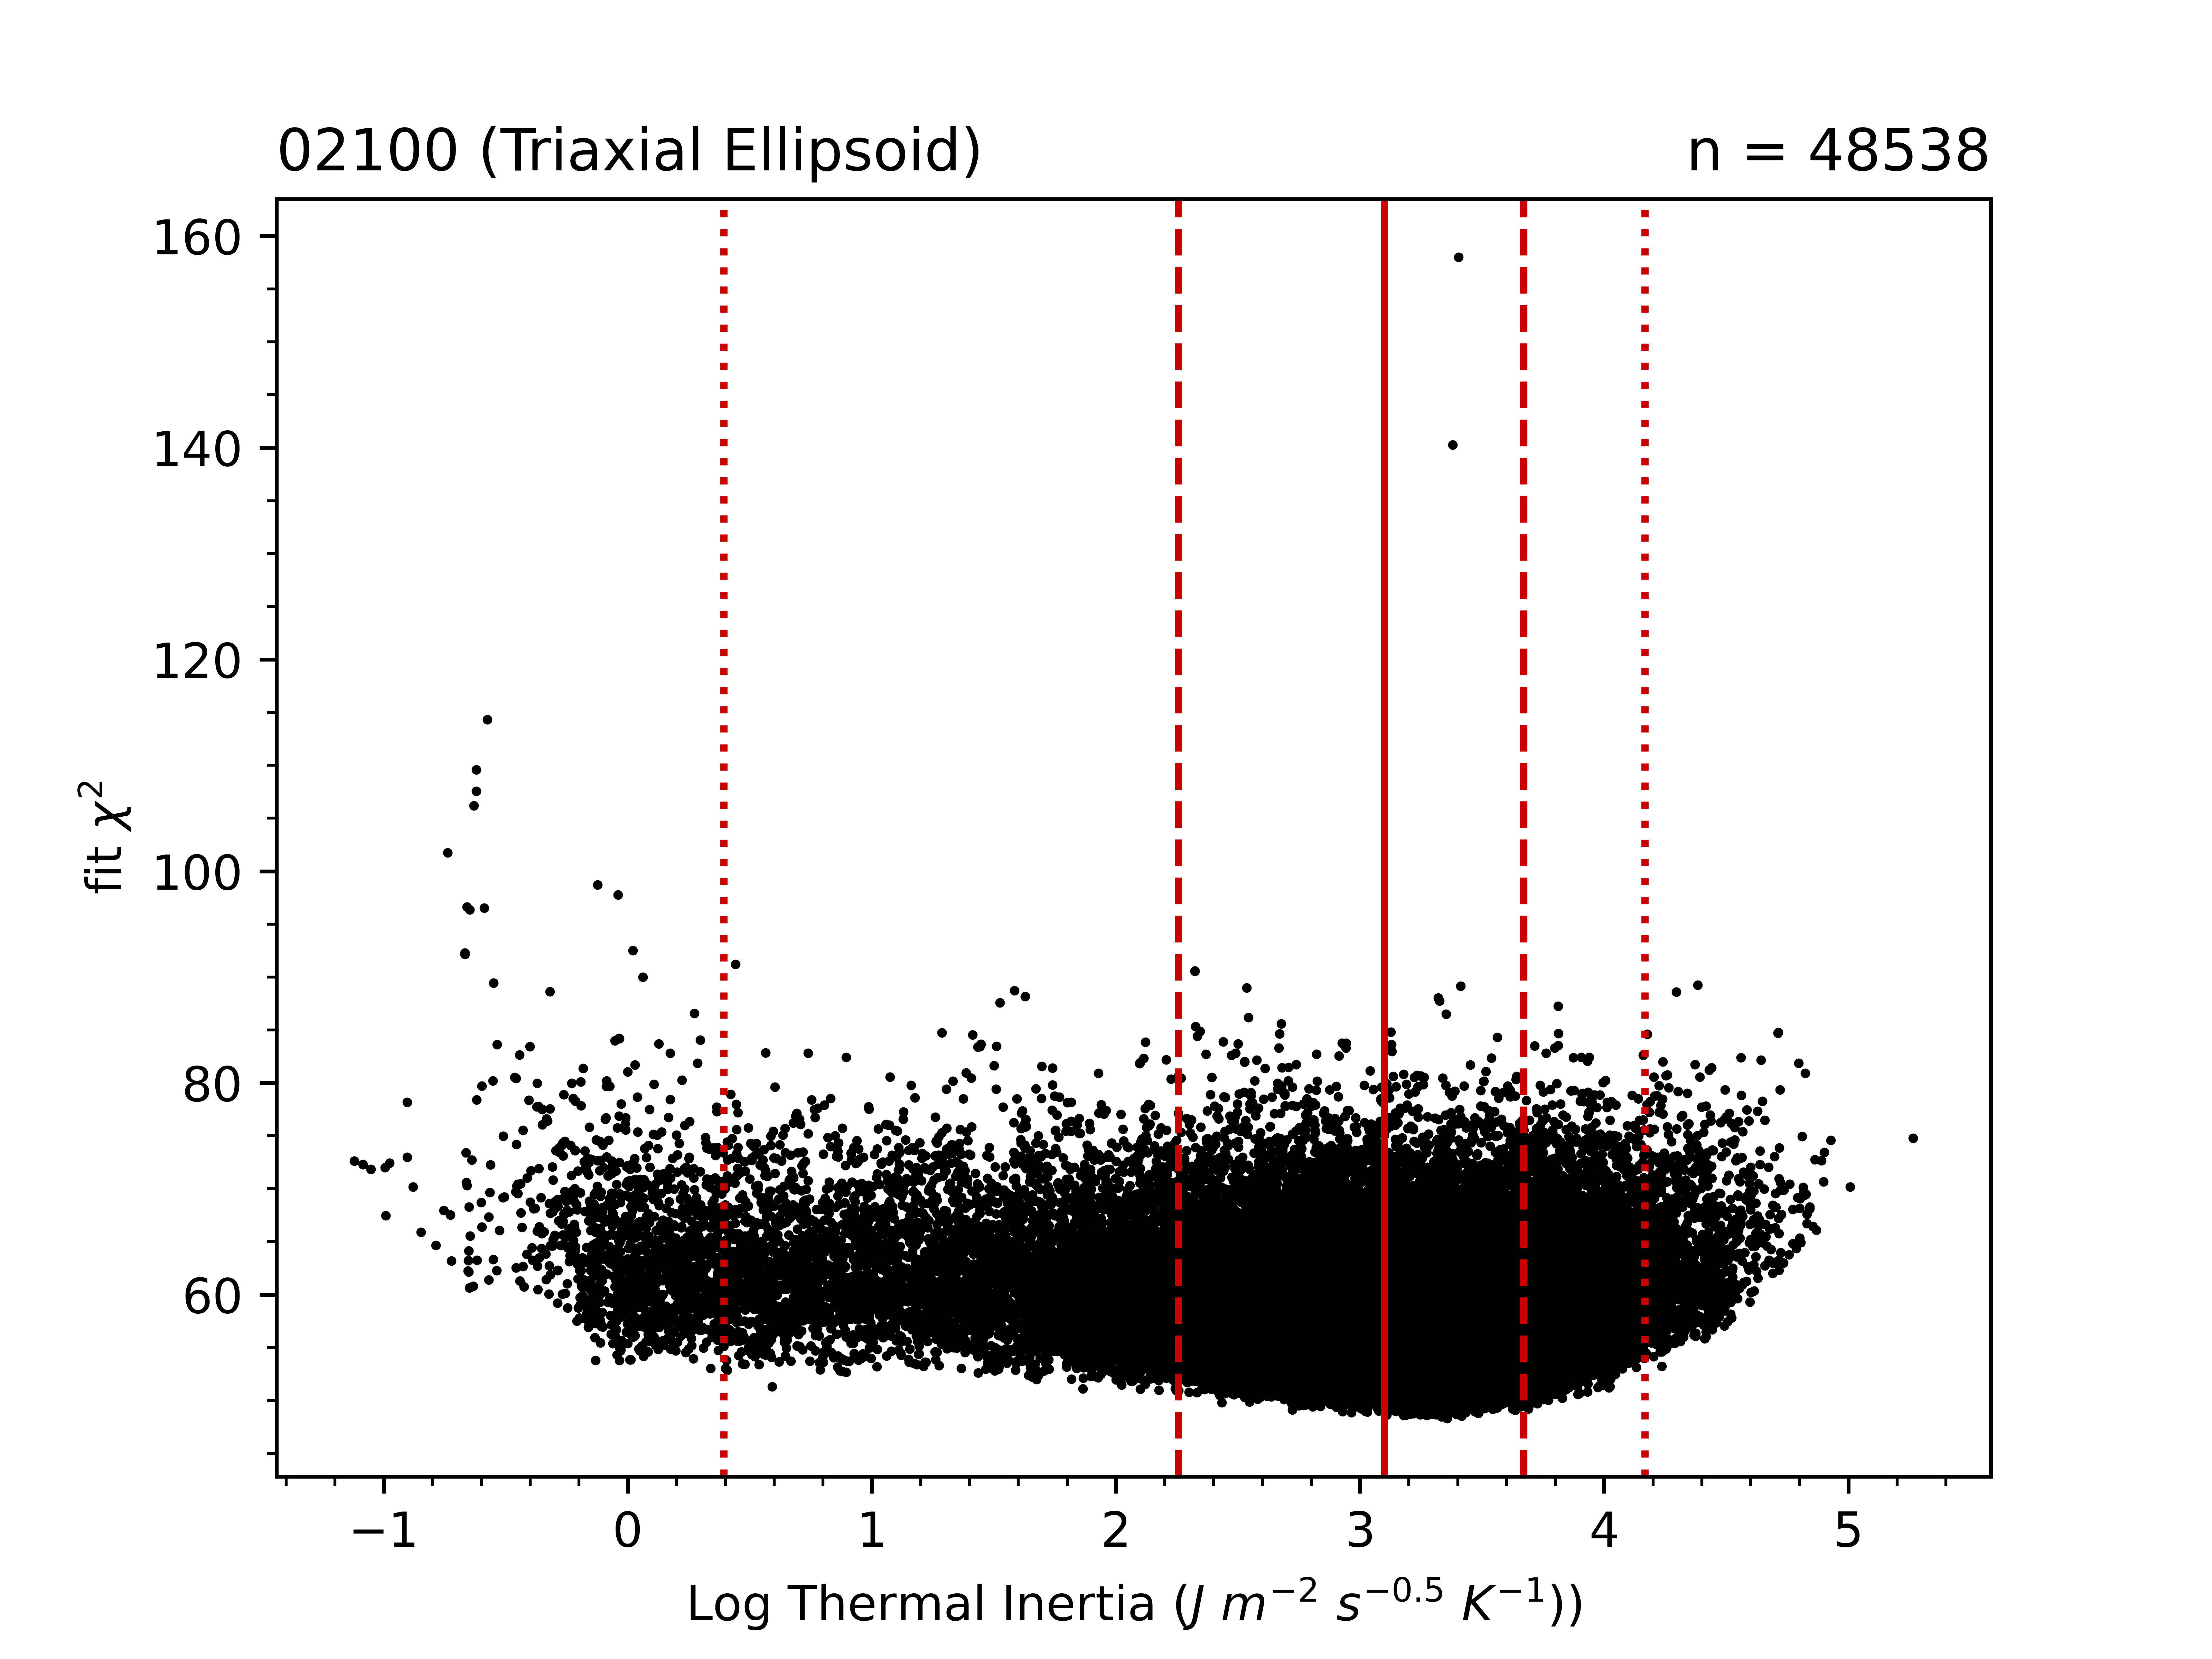 02100 (Triaxial Ellipsoid)
n = 48538
160
140
120
100
80
60
fit χ²
−1 0 1 2 3 4 5
Log Thermal Inertia (J m⁻² s⁻⁰·⁵ K⁻¹))